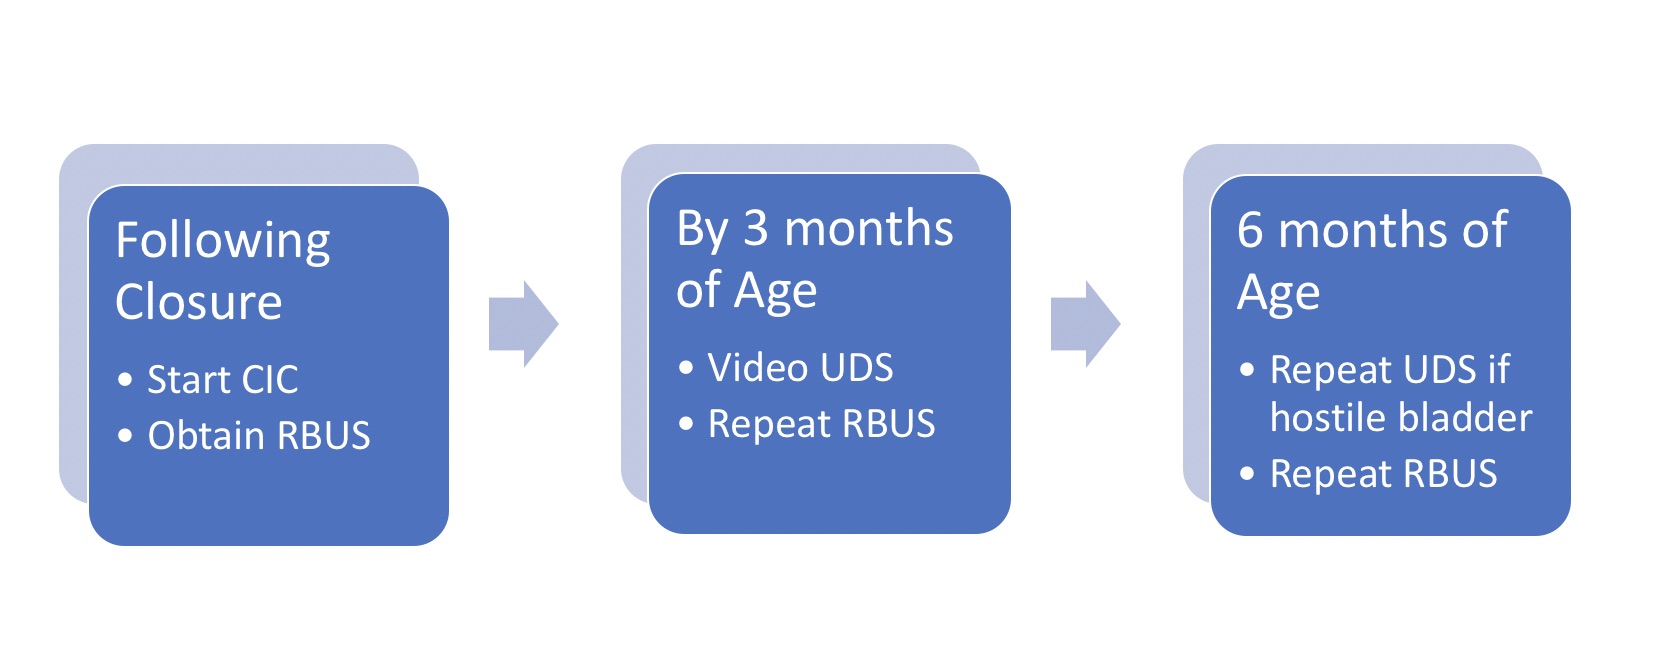 Following
Closure
• Start CIC
• Obtain RBUS
By 3 months
of Age
• Video UDS
• Repeat RBUS
6 months of
Age
• Repeat UDS if
hostile bladder
• Repeat RBUS